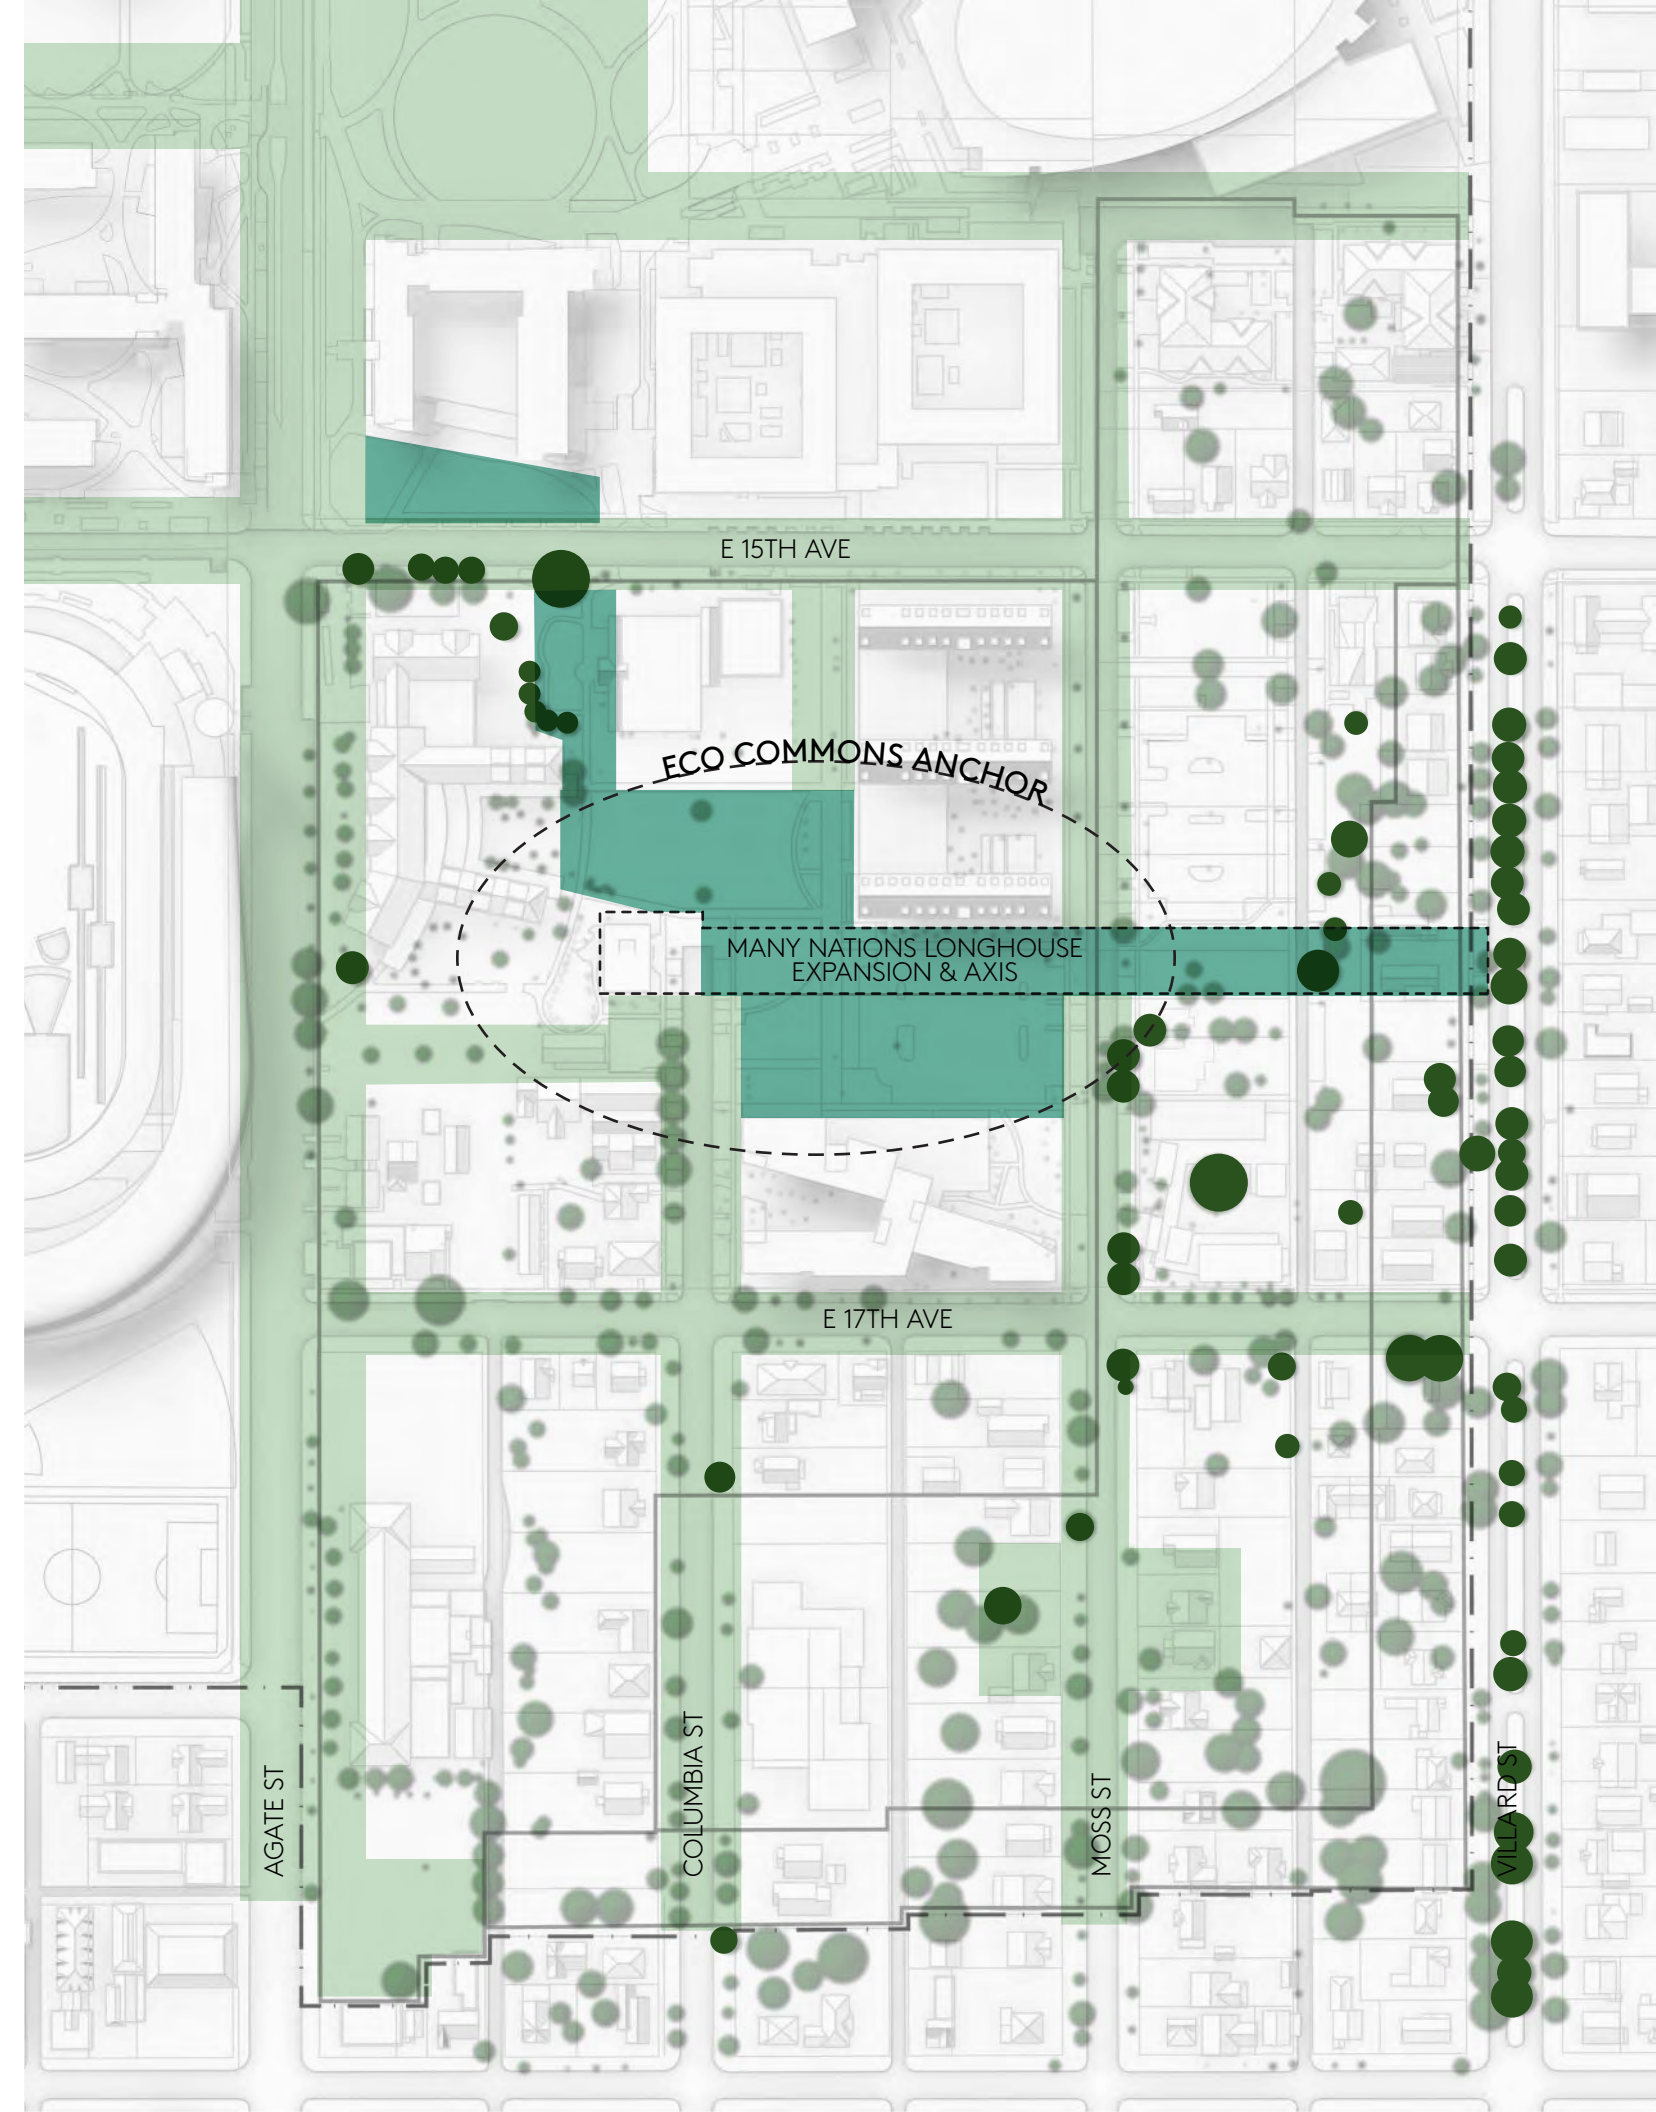 E 15TH AVE
ECO COMMONS ANCHOR
MANY NATIONS LONGHOUSE
EXPANSION & AXIS
E 17TH AVE
AGATE ST
COLUMBIA ST
MOSS ST
VILLARD ST